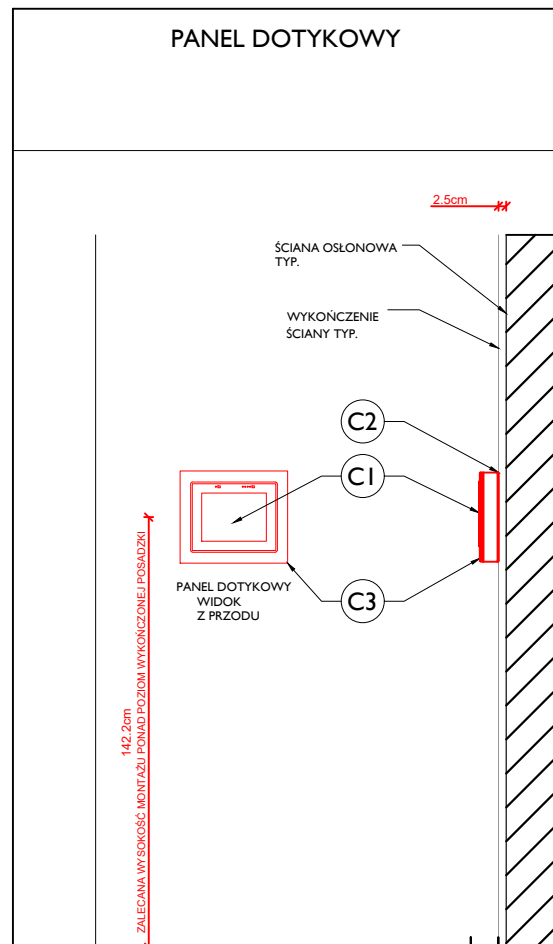 PANEL DOTYKOWY
2.5cm
ŚCIANA OSŁONOWA
TYP.
WYKOŃCZENIE
ŚCIANY TYP.
C2
C1
C3
PANEL DOTYKOWY
WIDOK
Z PRZODU
142.2cm
ZALECANA WYSOKOŚĆ MONTAŻU PONAD POZIOM WYKOŃCZONEJ POSADZKI